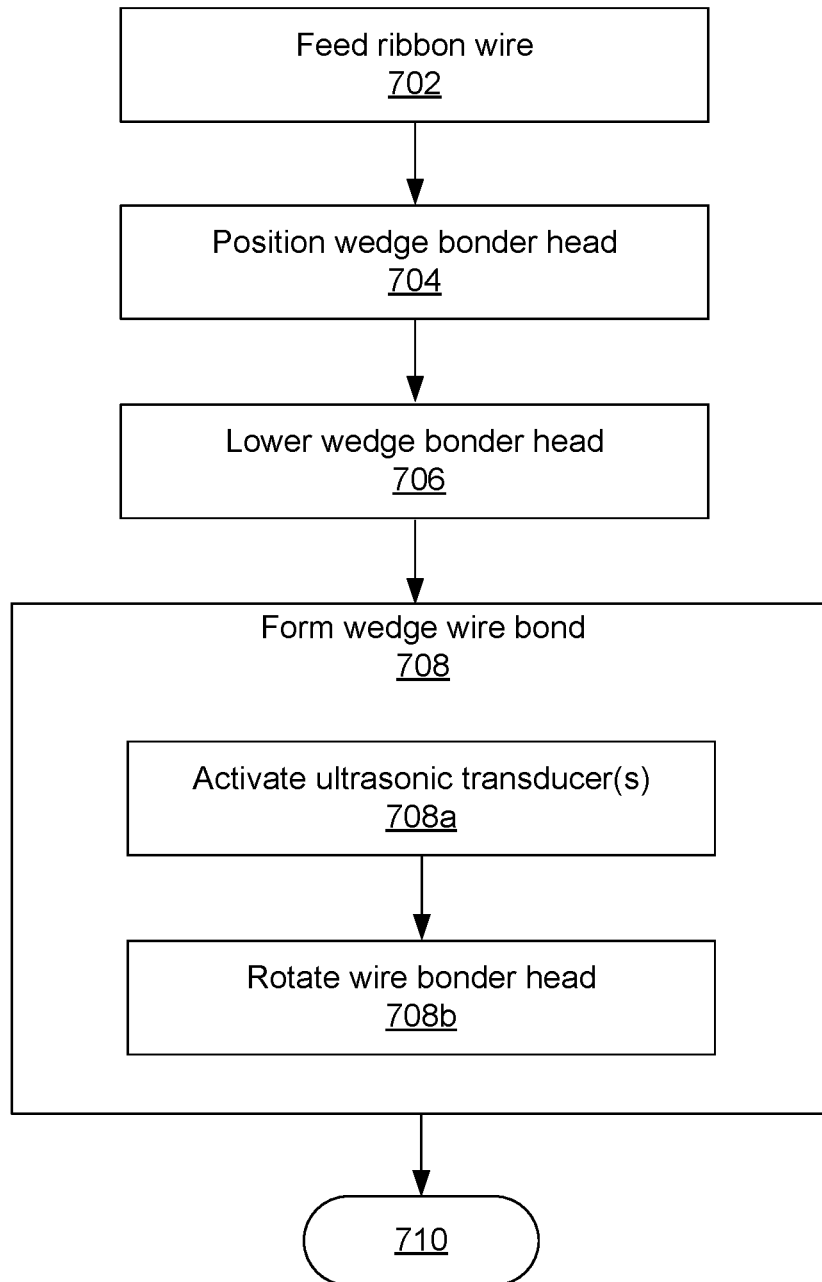 Feed ribbon wire
702
Position wedge bonder head
704
Lower wedge bonder head
706
Form wedge wire bond
708
Activate ultrasonic transducer(s)
708a
Rotate wire bonder head
708b
710